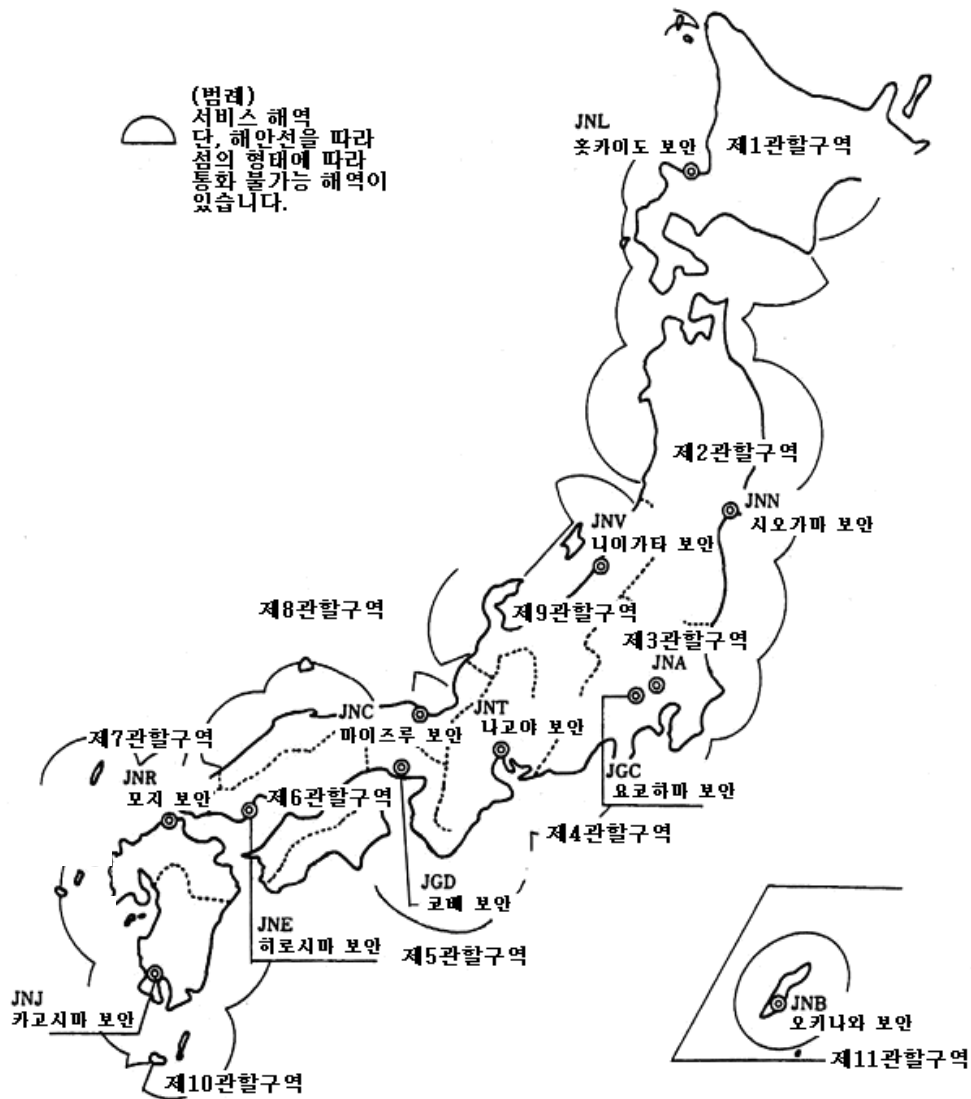 (범례)
서비스 해역
단, 해안선을 따라
섬의 형태에 따라
통화 불가능 해역이
있습니다.
JNL
홋카이도 보안
제1관할구역
제2관할구역
JNN
시오가마 보안
JNV
니이가타 보안
제8관할구역
제9관할구역
제3관할구역
JNA
JNC
마이즈루 보안
JNT
나고야 보안
제7관할구역
JNR
모지 보안
제6관할구역
JGC
요코하마 보안
제4관할구역
JGD
고베 보안
JNE
히로시마 보안
제5관할구역
JNJ
카고시마 보안
제10관할구역
JNB
오키나와 보안
제11관할구역